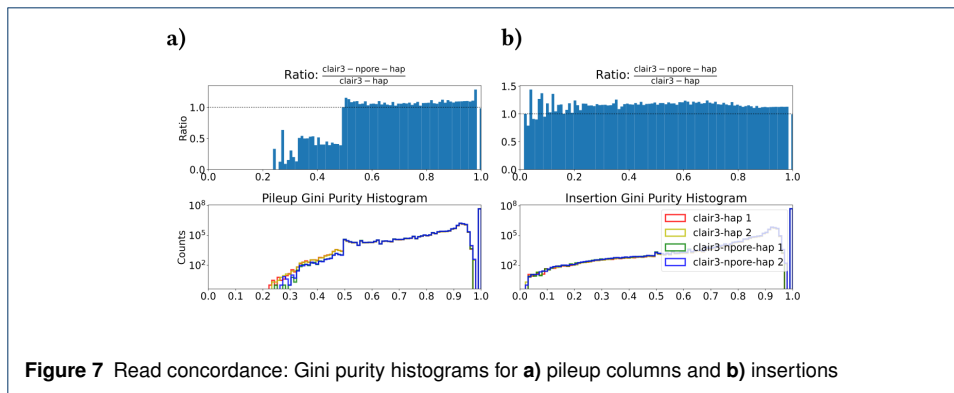 a)
b)
Ratio: clair3 − npore − hap
clair3 − hap
Ratio: clair3 − npore − hap
clair3 − hap
Ratio
1.0
0.5
0.0
0.0 0.2 0.4 0.6 0.8 1.0
1.5
1.0
0.5
0.0
0.0 0.2 0.4 0.6 0.8 1.0
Pileup Gini Purity Histogram
Counts
10^8
10^5
10^2
0.0 0.1 0.2 0.3 0.4 0.5 0.6 0.7 0.8 0.9 1.0
Insertion Gini Purity Histogram
10^8
10^5
10^2
clair3-hap 1
clair3-hap 2
clair3-npore-hap 1
clair3-npore-hap 2
0.0 0.1 0.2 0.3 0.4 0.5 0.6 0.7 0.8 0.9 1.0
Figure 7 Read concordance: Gini purity histograms for a) pileup columns and b) insertions